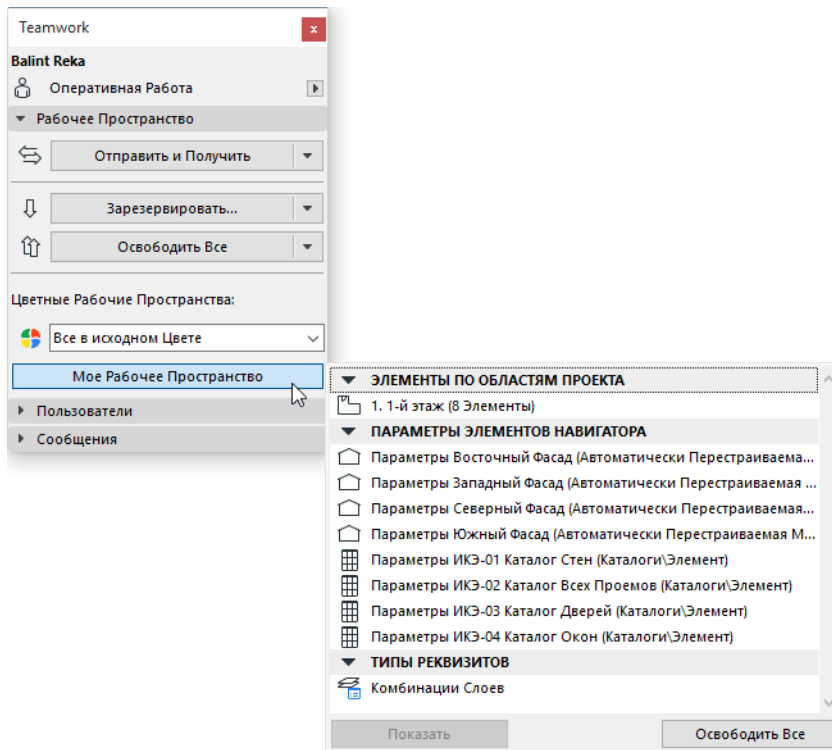 Teamwork
x
Balint Reka
Оперативная Работа
Рабочее Пространство
Отправить и Получить
Зарезервировать...
Освободить Все
Цветные Рабочие Пространства:
Все в исходном Цвете
Мое Рабочее Пространство
Пользователи
Сообщения
ЭЛЕМЕНТЫ ПО ОБЛАСТЯМ ПРОЕКТА
1. 1-й этаж (8 Элементы)
ПАРАМЕТРЫ ЭЛЕМЕНТОВ НАВИГАТОРА
Параметры Восточный Фасад (Автоматически Перестраиваема...
Параметры Западный Фасад (Автоматически Перестраиваемая ...
Параметры Северный Фасад (Автоматически Перестраиваемая...
Параметры Южный Фасад (Автоматически Перестраиваемая М...
Параметры ИКЭ-01 Каталог Стен (Каталоги\Элемент)
Параметры ИКЭ-02 Каталог Всех Проемов (Каталоги\Элемент)
Параметры ИКЭ-03 Каталог Дверей (Каталоги\Элемент)
Параметры ИКЭ-04 Каталог Окон (Каталоги\Элемент)
ТИПЫ РЕКВИЗИТОВ
Комбинации Слоев
Показать
Освободить Все